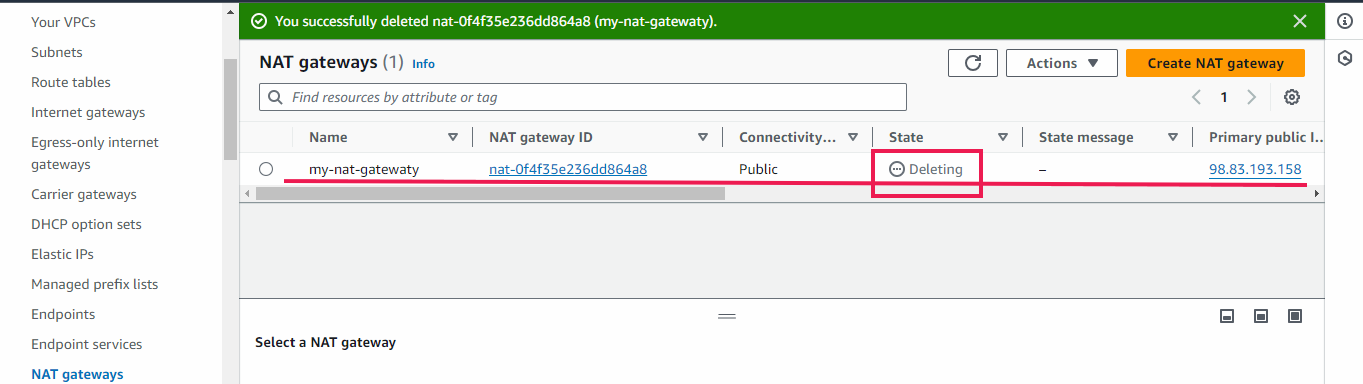 Your VPCs
Subnets
Route tables
Internet gateways
Egress-only internet
gateways
Carrier gateways
DHCP option sets
Elastic IPs
Managed prefix lists
Endpoints
Endpoint services
NAT gateways
You successfully deleted nat-0f4f35e236dd864a8 (my-nat-gatewaty).
NAT gateways (1) Info
Actions
Create NAT gateway
Find resources by attribute or tag
1
Name NAT gateway ID Connectivity... State State message Primary public I...
my-nat-gatewaty nat-0f4f35e236dd864a8 Public Deleting – 98.83.193.158
Select a NAT gateway